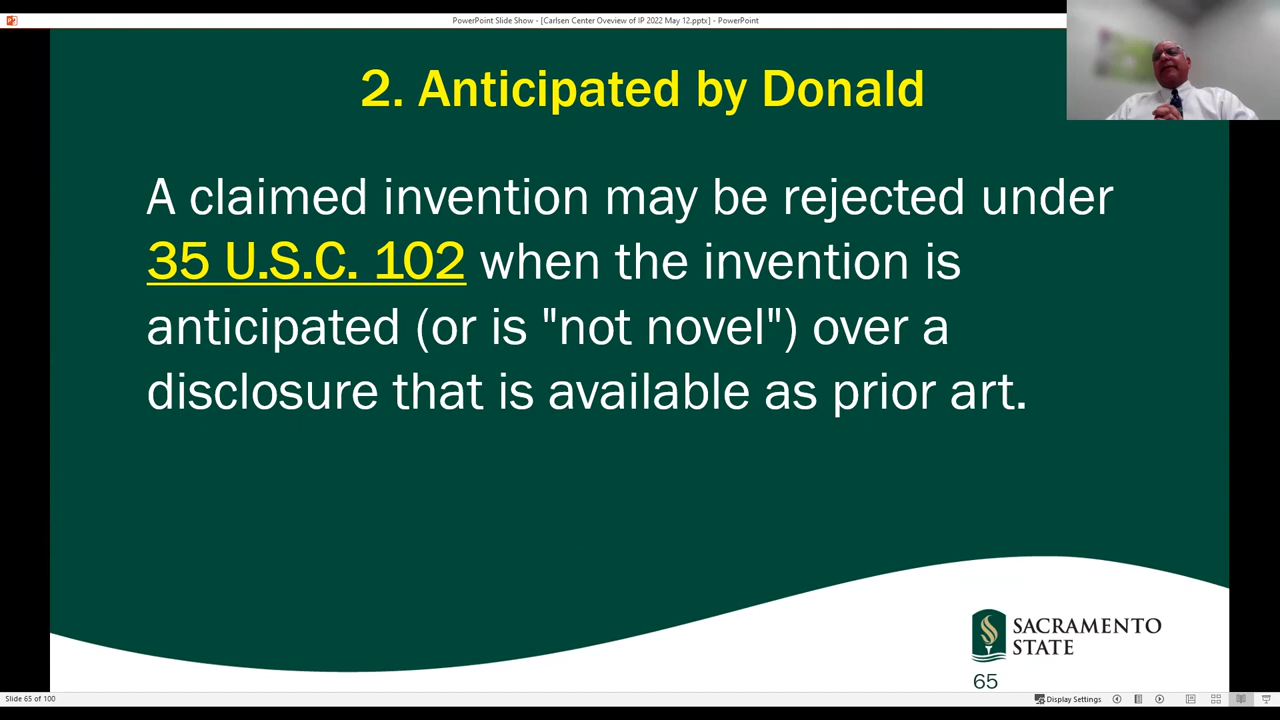 PowerPoint Slide Show - [Carlsen Center Oveview of IP 2022 May 12.pptx] - PowerPoint
2. Anticipated by Donald
A claimed invention may be rejected under
35 U.S.C. 102 when the invention is
anticipated (or is "not novel") over a
disclosure that is available as prior art.
SACRAMENTO
STATE
65
Slide 65 of 100
Display Settings